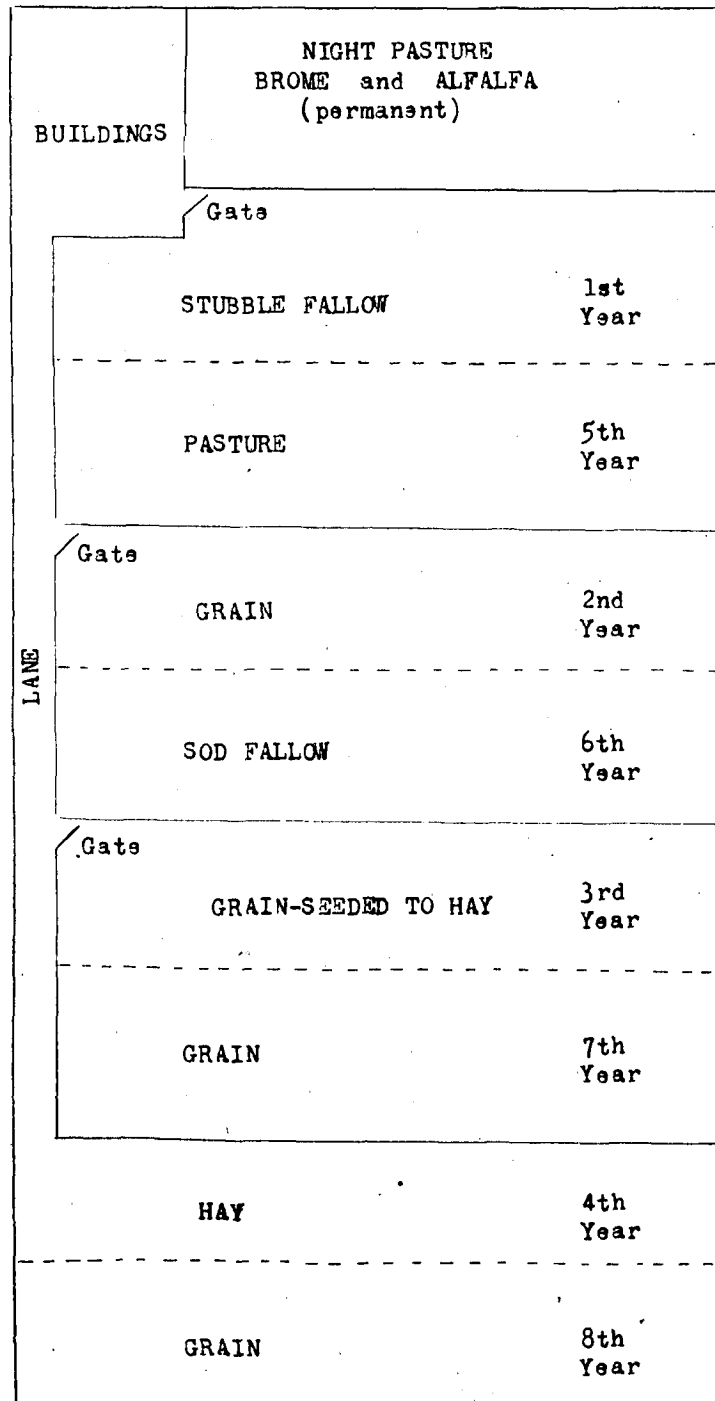 NIGHT PASTURE
BROME and ALFALFA
(permanent)
BUILDINGS
Gate
STUBBLE FALLOW 1st
Year
PASTURE 5th
Year
Gate
GRAIN 2nd
Year
LANE
SOD FALLOW 6th
Year
Gate
GRAIN-SEEDED TO HAY 3rd
Year
GRAIN 7th
Year
HAY 4th
Year
GRAIN 8th
Year